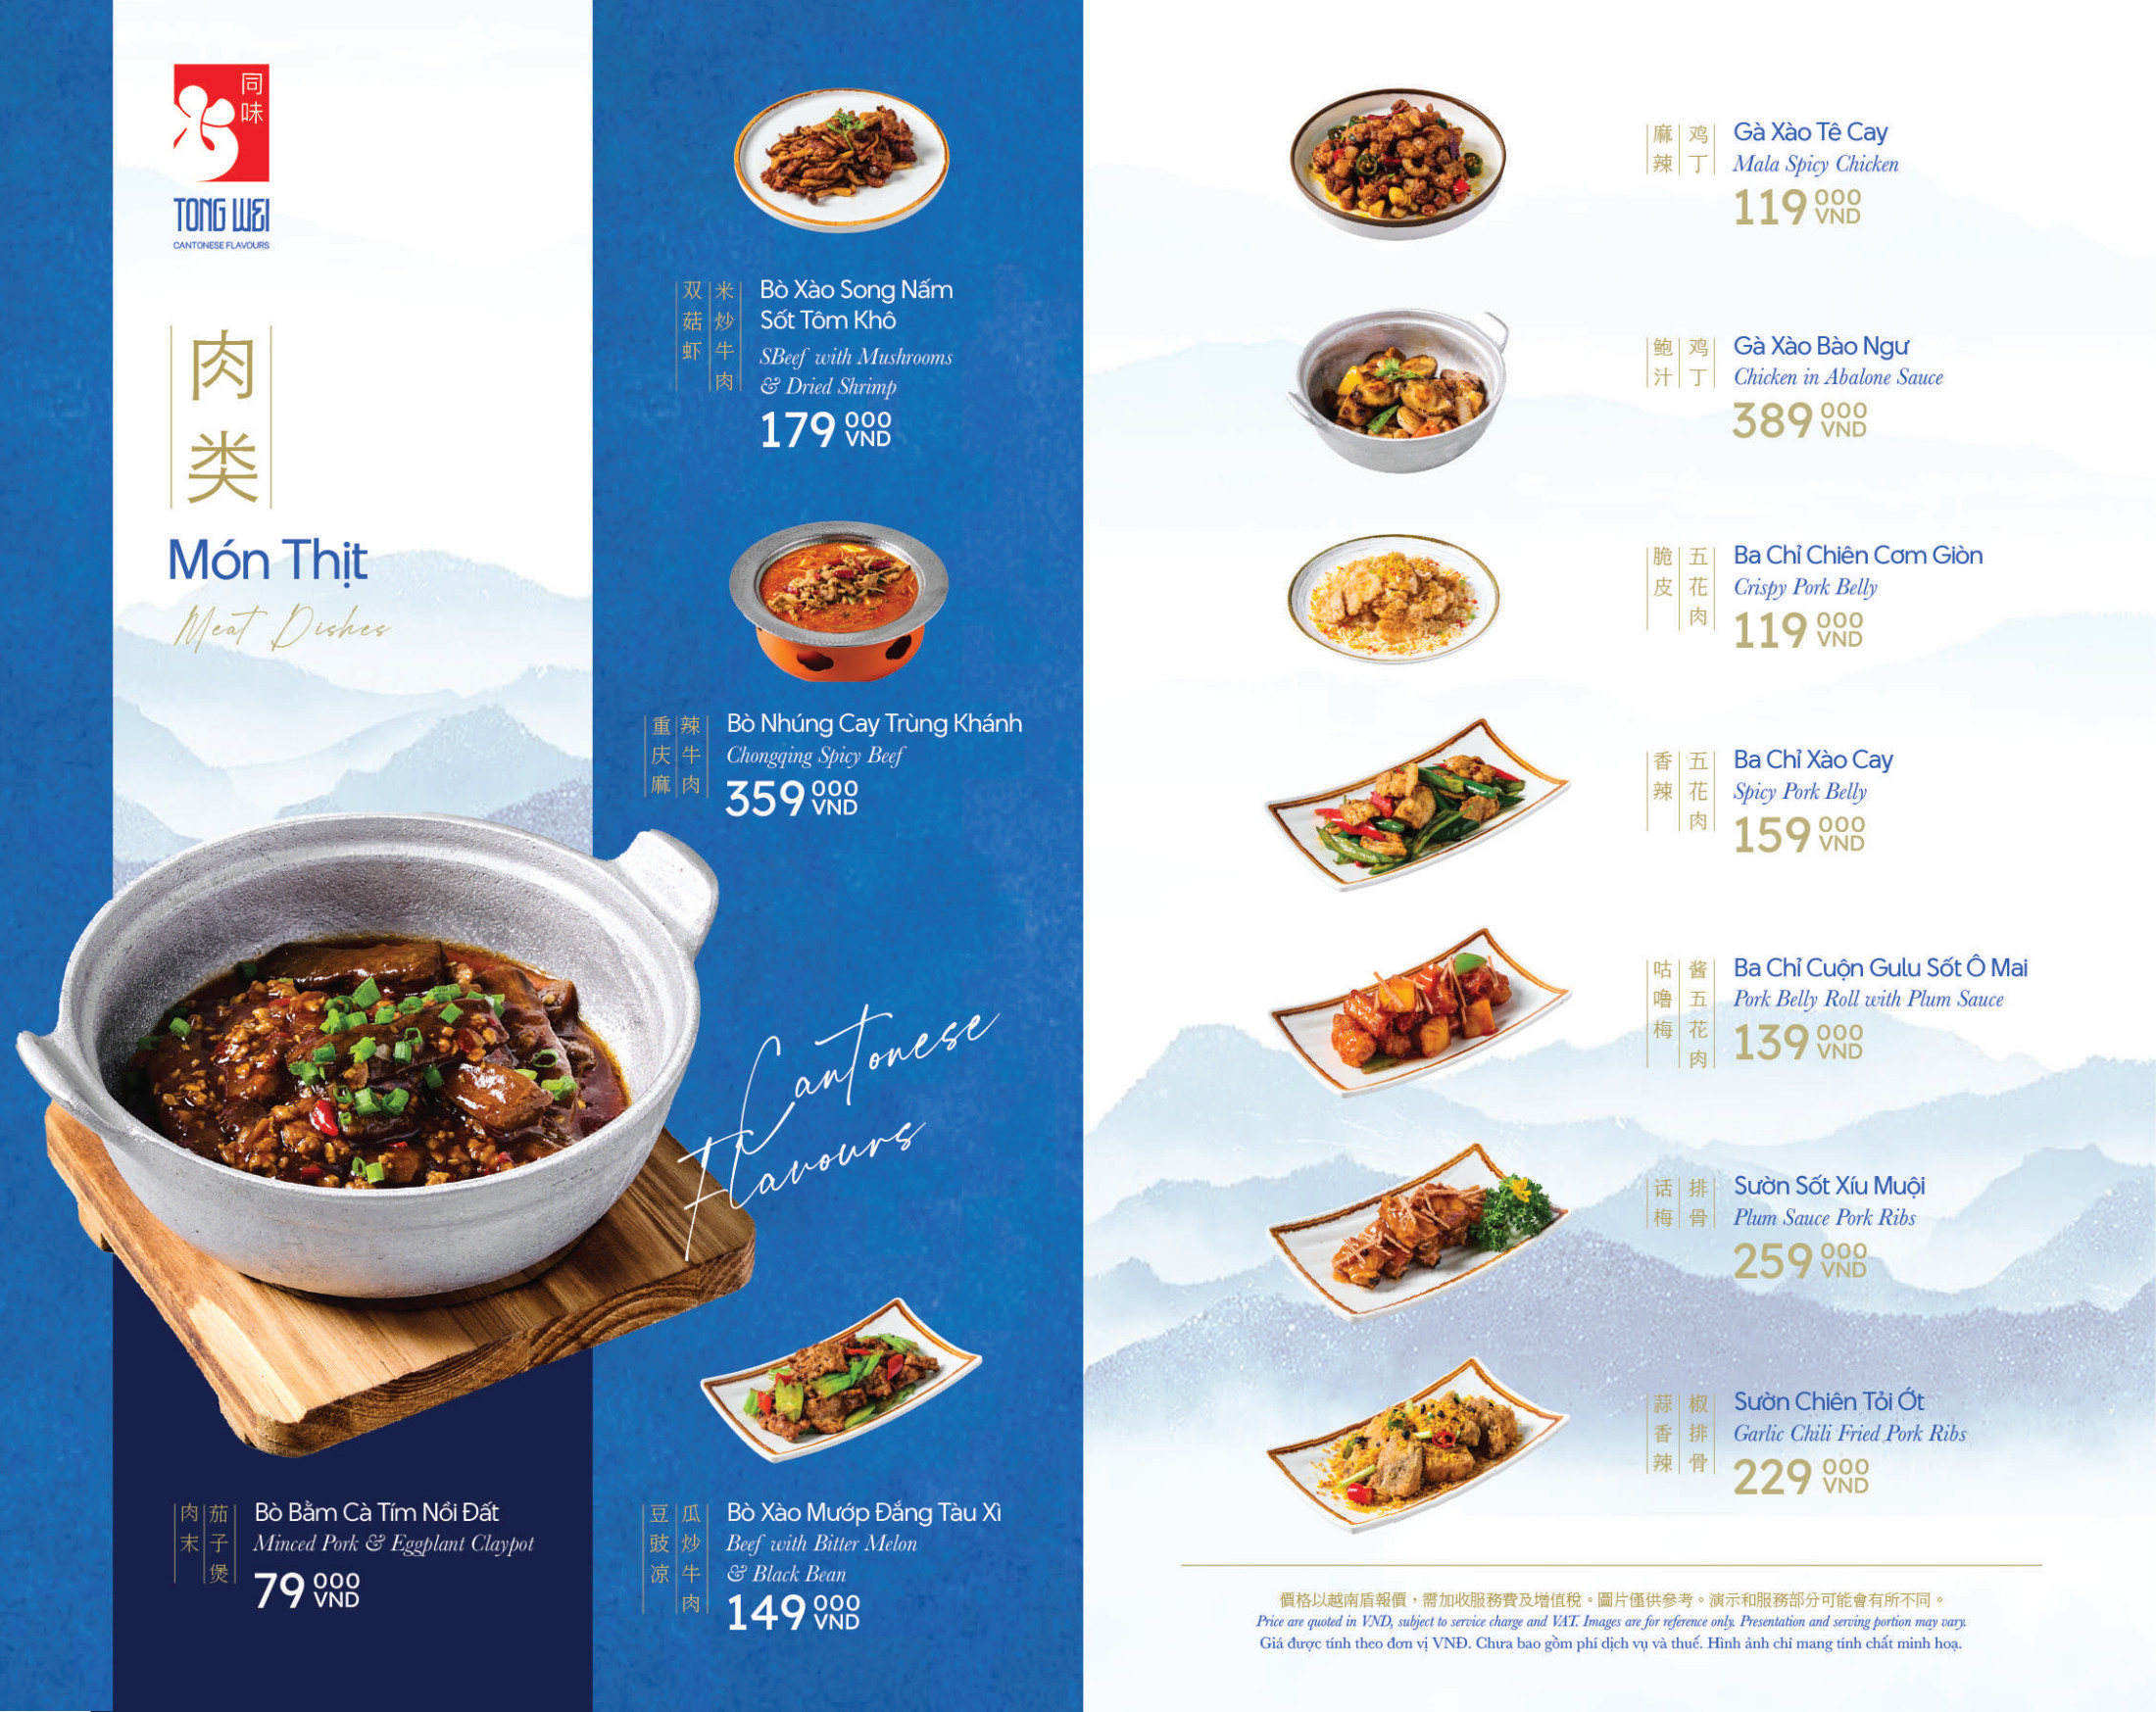 同
味
TONG WEI
CANTONESE FLAVOURS
肉
类
Món Thịt
Meat Dishes
肉末
茄子煲
Bò Bằm Cà Tím Nồi Đất
Minced Pork & Eggplant Claypot
79 000 VND
双菇虾
米炒牛肉
Bò Xào Song Nấm
Sốt Tôm Khô
SBeef with Mushrooms
& Dried Shrimp
179 000 VND
重庆麻
辣牛肉
Bò Nhúng Cay Trùng Khánh
Chongqing Spicy Beef
359 000 VND
Cantonese
Flavours
豆豉凉
瓜炒牛肉
Bò Xào Mướp Đắng Tàu Xì
Beef with Bitter Melon
& Black Bean
149 000 VND
麻辣
鸡丁
Gà Xào Tê Cay
Mala Spicy Chicken
119 000 VND
鲍汁
鸡丁
Gà Xào Bào Ngư
Chicken in Abalone Sauce
389 000 VND
脆皮
五花肉
Ba Chỉ Chiên Cơm Giòn
Crispy Pork Belly
119 000 VND
香辣
五花肉
Ba Chỉ Xào Cay
Spicy Pork Belly
159 000 VND
咕噜梅
酱五花肉
Ba Chỉ Cuộn Gulu Sốt Ô Mai
Pork Belly Roll with Plum Sauce
139 000 VND
话梅
排骨
Sườn Sốt Xí Muội
Plum Sauce Pork Ribs
259 000 VND
蒜香辣
椒排骨
Sườn Chiên Tỏi Ớt
Garlic Chili Fried Pork Ribs
229 000 VND
價格以越南盾報價，需加收服務費及增值稅。圖片僅供參考。演示和服務部分可能會有所不同。
Price are quoted in VND, subject to service charge and VAT. Images are for reference only. Presentation and serving portion may vary.
Giá được tính theo đơn vị VNĐ. Chưa bao gồm phí dịch vụ và thuế. Hình ảnh chỉ mang tính chất minh hoạ.